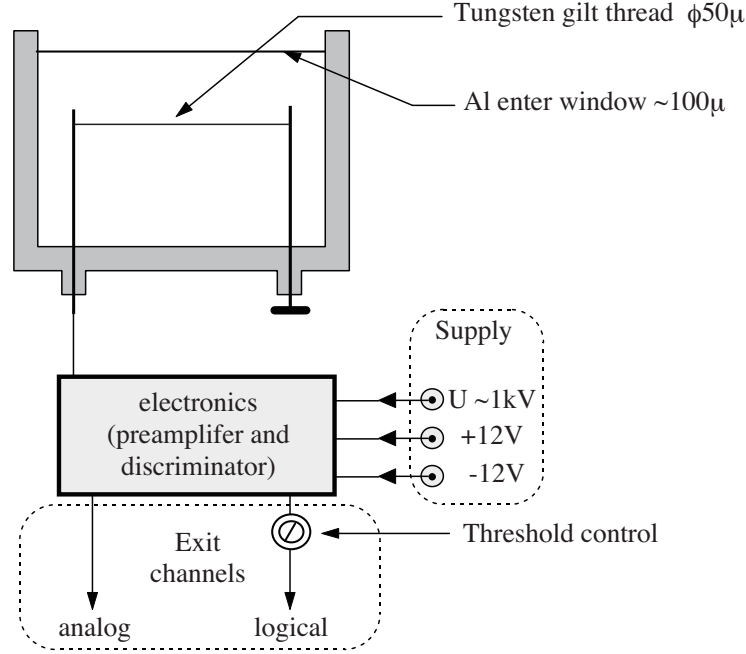 Tungsten gilt thread ϕ50μ
Al enter window ~100μ
Supply
U ~1kV
+12V
-12V
electronics
(preamplifer and
discriminator)
Threshold control
Exit
channels
analog
logical